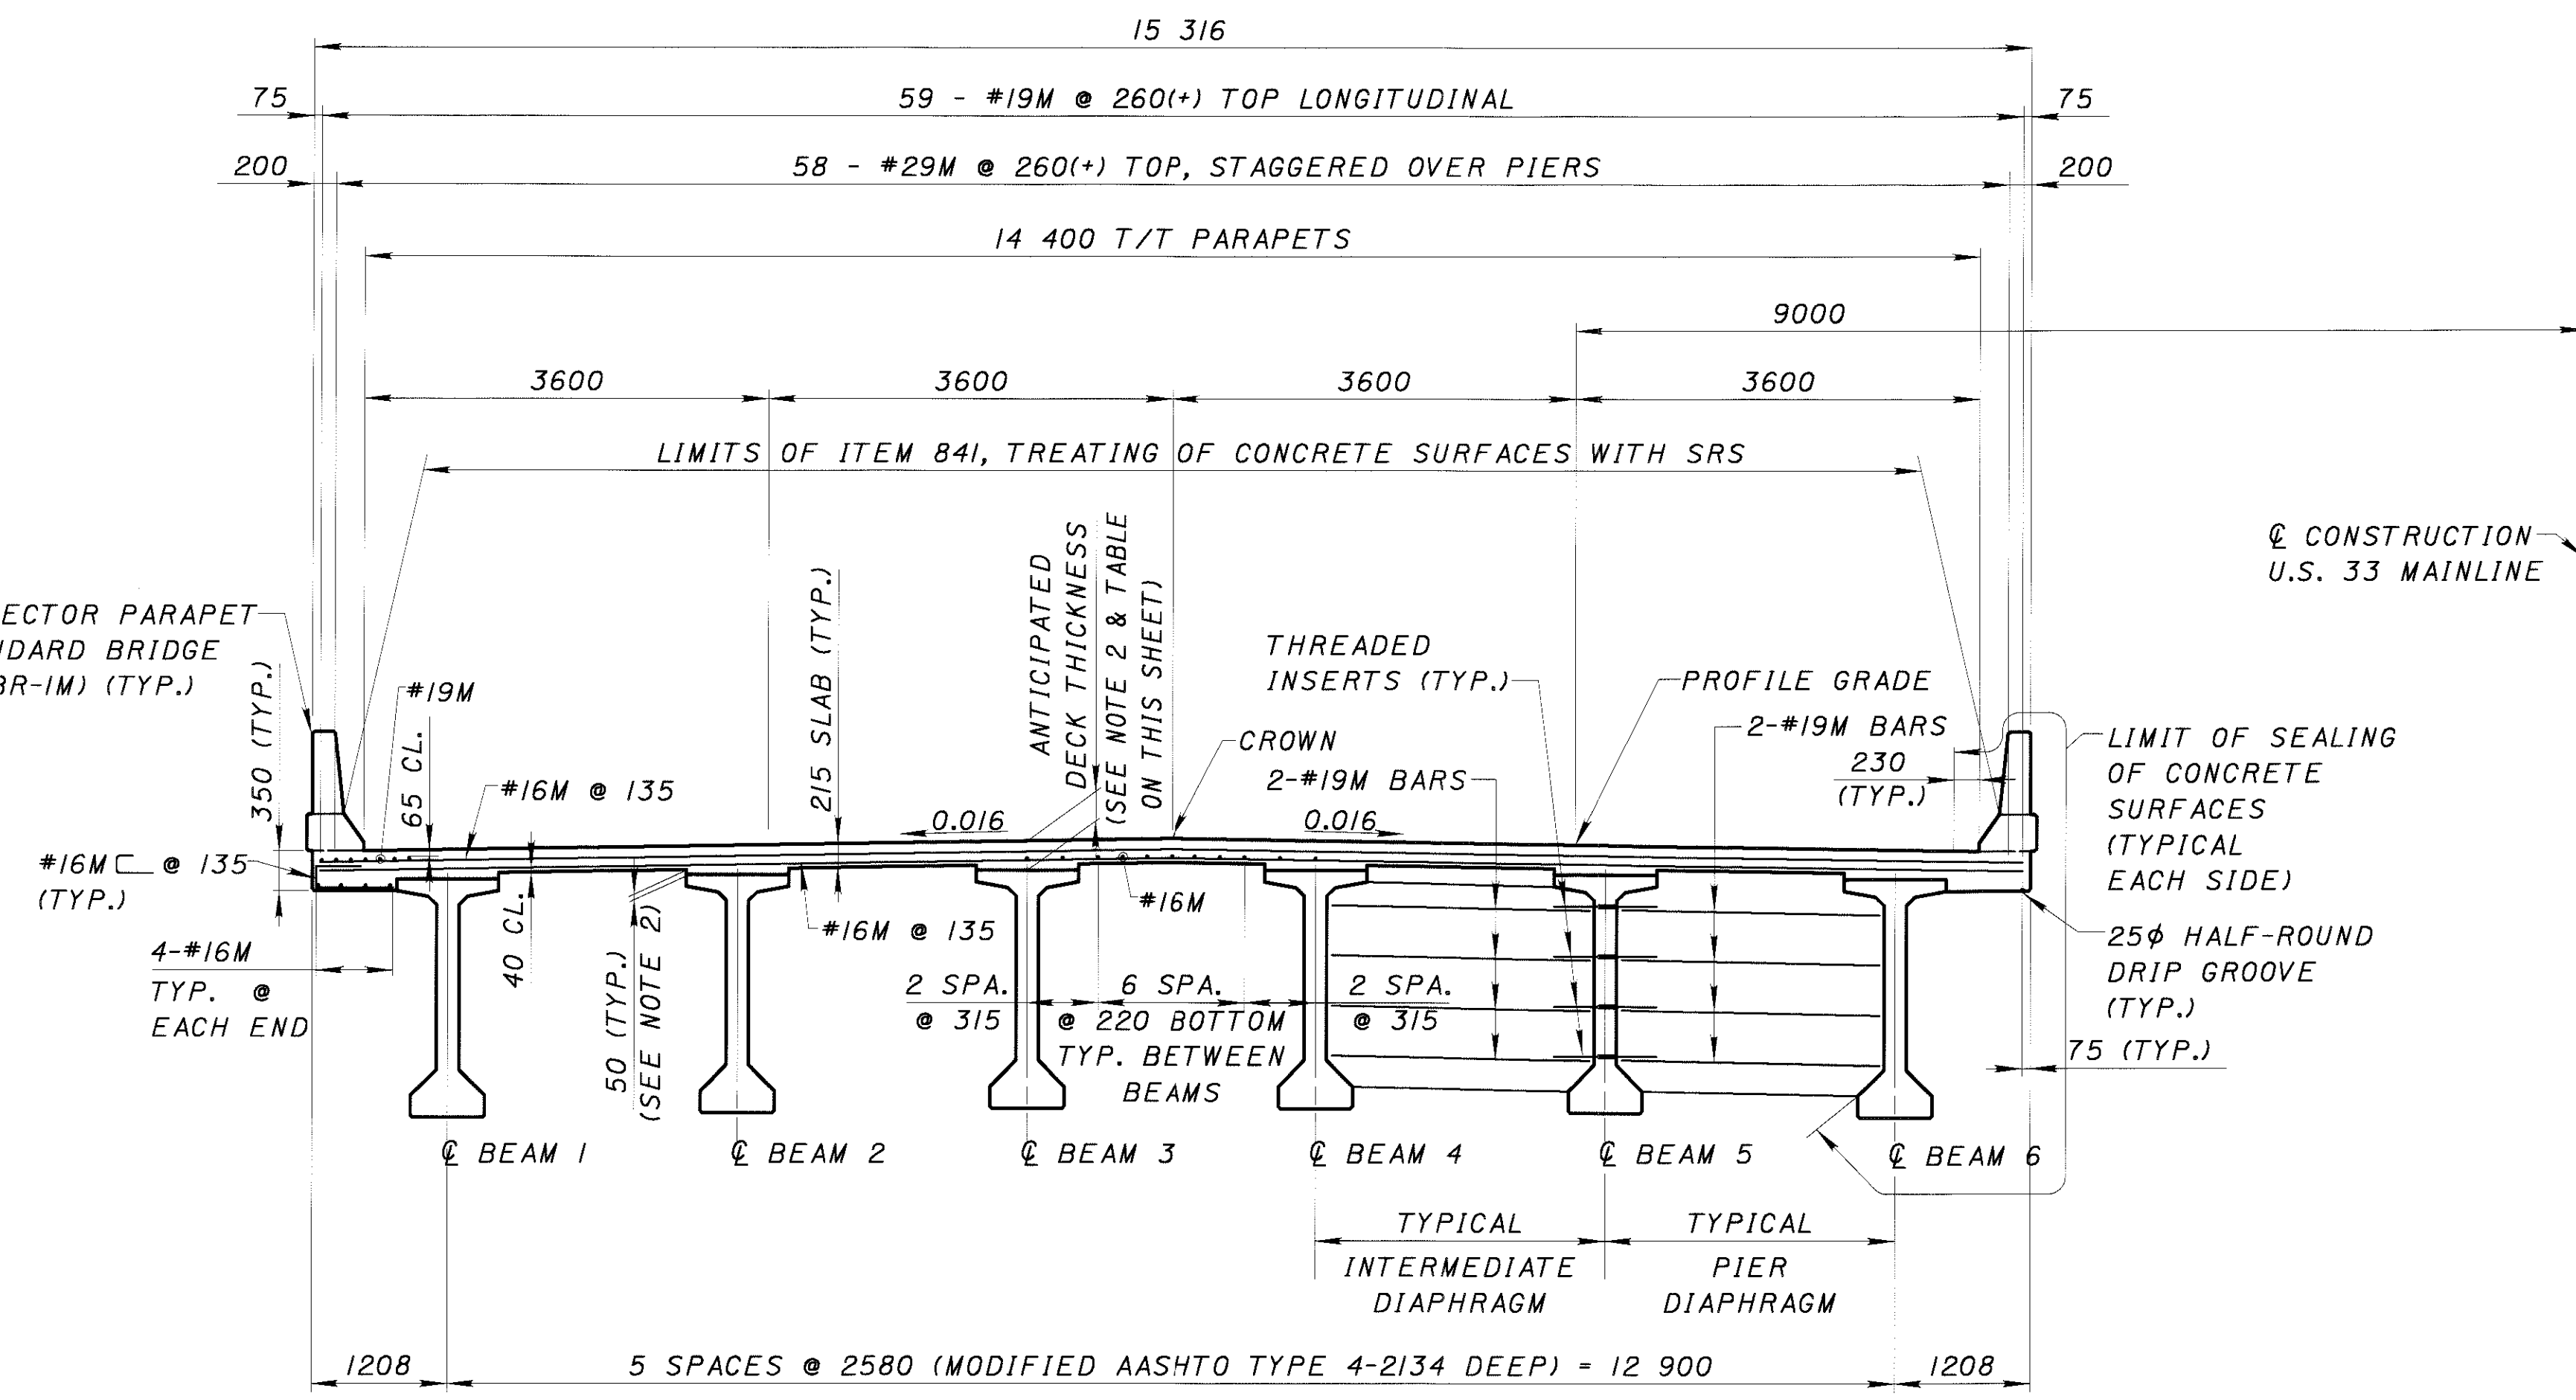 15 316
75
59 - #19M @ 260(+) TOP LONGITUDINAL
75
200
58 - #29M @ 260(+) TOP, STAGGERED OVER PIERS
200
14 400 T/T PARAPETS
9000
3600
3600
3600
3600
LIMITS OF ITEM 841, TREATING OF CONCRETE SURFACES WITH SRS
℄ CONSTRUCTION
U.S. 33 MAINLINE
ECTOR PARAPET
NDARD BRIDGE
BR-1M) (TYP.)
350 (TYP.)
#19M
65 CL.
#16M @ 135
215 SLAB (TYP.)
ANTICIPATED
DECK THICKNESS
(SEE NOTE 2 & TABLE
ON THIS SHEET)
CROWN
THREADED
INSERTS (TYP.)
2-#19M BARS
PROFILE GRADE
2-#19M BARS
230
(TYP.)
LIMIT OF SEALING
OF CONCRETE
SURFACES
(TYPICAL
EACH SIDE)
0.016
0.016
#16M ⊏ @ 135
(TYP.)
4-#16M
TYP. @
EACH END
40 CL.
50 (TYP.)
(SEE NOTE 2)
#16M @ 135
#16M
2 SPA.
@ 315
6 SPA.
@ 220 BOTTOM
TYP. BETWEEN
BEAMS
2 SPA.
@ 315
25ϕ HALF-ROUND
DRIP GROOVE
(TYP.)
75 (TYP.)
℄ BEAM 1
℄ BEAM 2
℄ BEAM 3
℄ BEAM 4
℄ BEAM 5
℄ BEAM 6
TYPICAL
INTERMEDIATE
DIAPHRAGM
TYPICAL
PIER
DIAPHRAGM
1208
5 SPACES @ 2580 (MODIFIED AASHTO TYPE 4-2134 DEEP) = 12 900
1208